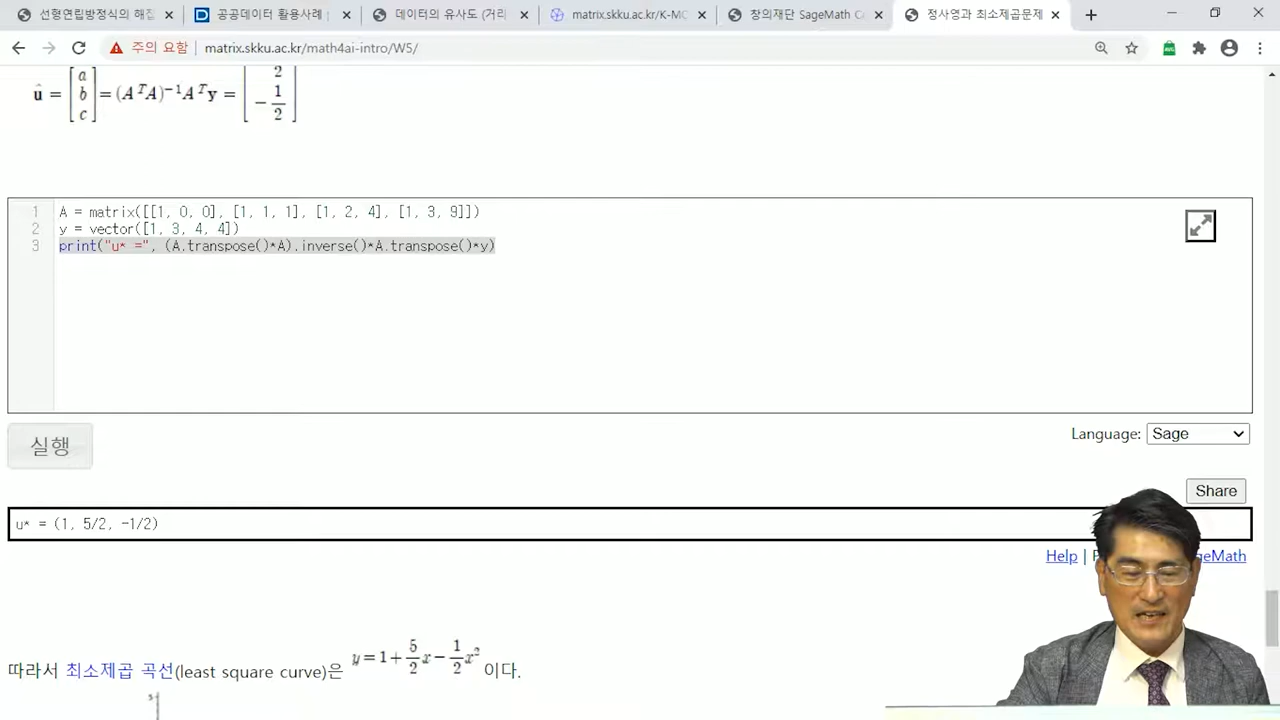 선형연립방정식의 해집
공공데이터 활용사례
데이터의 유사도 (거리
matrix.skku.ac.kr/K-MO
창의재단 SageMath Ce
정사영과 최소제곱문제
주의 요함 | matrix.skku.ac.kr/math4ai-intro/W5/
û = [a b c] = (AᵀA)⁻¹Aᵀy = [2 -1/2]
1 A = matrix([[1, 0, 0], [1, 1, 1], [1, 2, 4], [1, 3, 9]])
2 y = vector([1, 3, 4, 4])
3 print("u* =", (A.transpose()*A).inverse()*A.transpose()*y)
실행
Language: Sage
Share
u* = (1, 5/2, -1/2)
Help | geMath
따라서 최소제곱 곡선(least square curve)은 y=1+5/2x-1/2x² 이다.